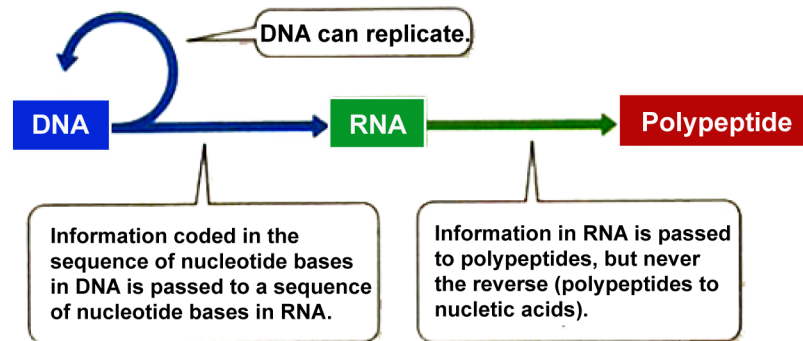 DNA can replicate.
DNA
RNA
Polypeptide
Information coded in the
sequence of nucleotide bases
in DNA is passed to a sequence
of nucleotide bases in RNA.
Information in RNA is passed
to polypeptides, but never
the reverse (polypeptides to
nucletic acids).